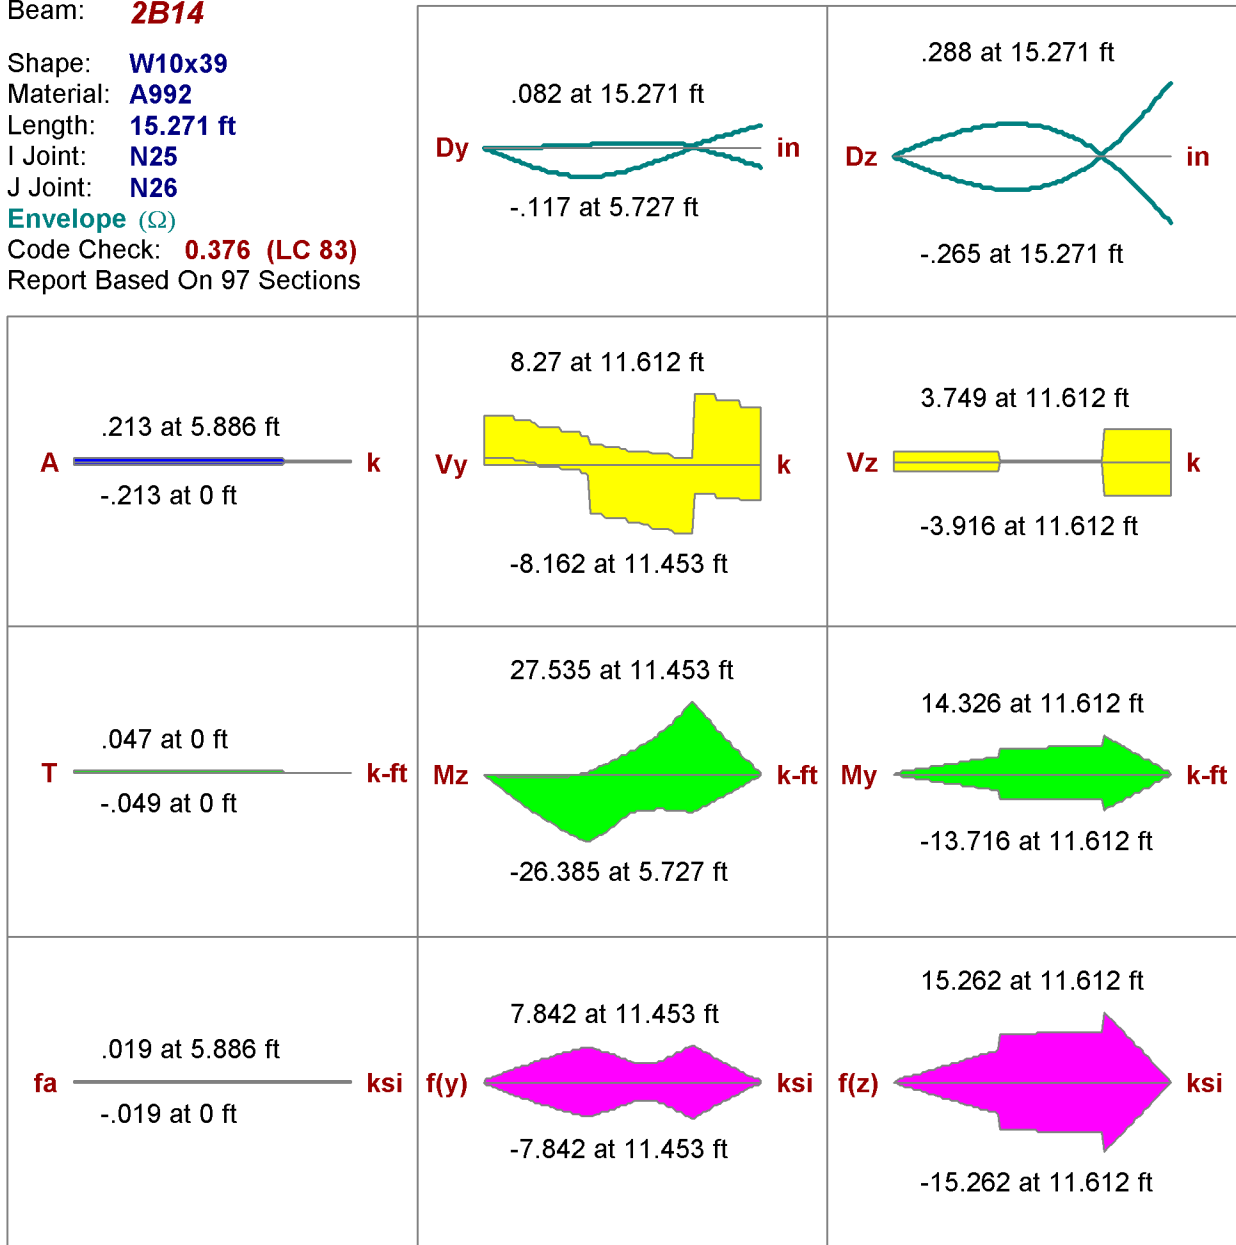 Beam: 2B14
Shape: W10x39
Material: A992
Length: 15.271 ft
I Joint: N25
J Joint: N26
Envelope (Ω)
Code Check: 0.376 (LC 83)
Report Based On 97 Sections
.082 at 15.271 ft
Dy in
-.117 at 5.727 ft
.288 at 15.271 ft
Dz in
-.265 at 15.271 ft
.213 at 5.886 ft
A k
-.213 at 0 ft
8.27 at 11.612 ft
Vy k
-8.162 at 11.453 ft
3.749 at 11.612 ft
Vz k
-3.916 at 11.612 ft
.047 at 0 ft
T k-ft
-.049 at 0 ft
27.535 at 11.453 ft
Mz k-ft
-26.385 at 5.727 ft
14.326 at 11.612 ft
My k-ft
-13.716 at 11.612 ft
.019 at 5.886 ft
fa ksi
-.019 at 0 ft
7.842 at 11.453 ft
f(y) ksi
-7.842 at 11.453 ft
15.262 at 11.612 ft
f(z) ksi
-15.262 at 11.612 ft